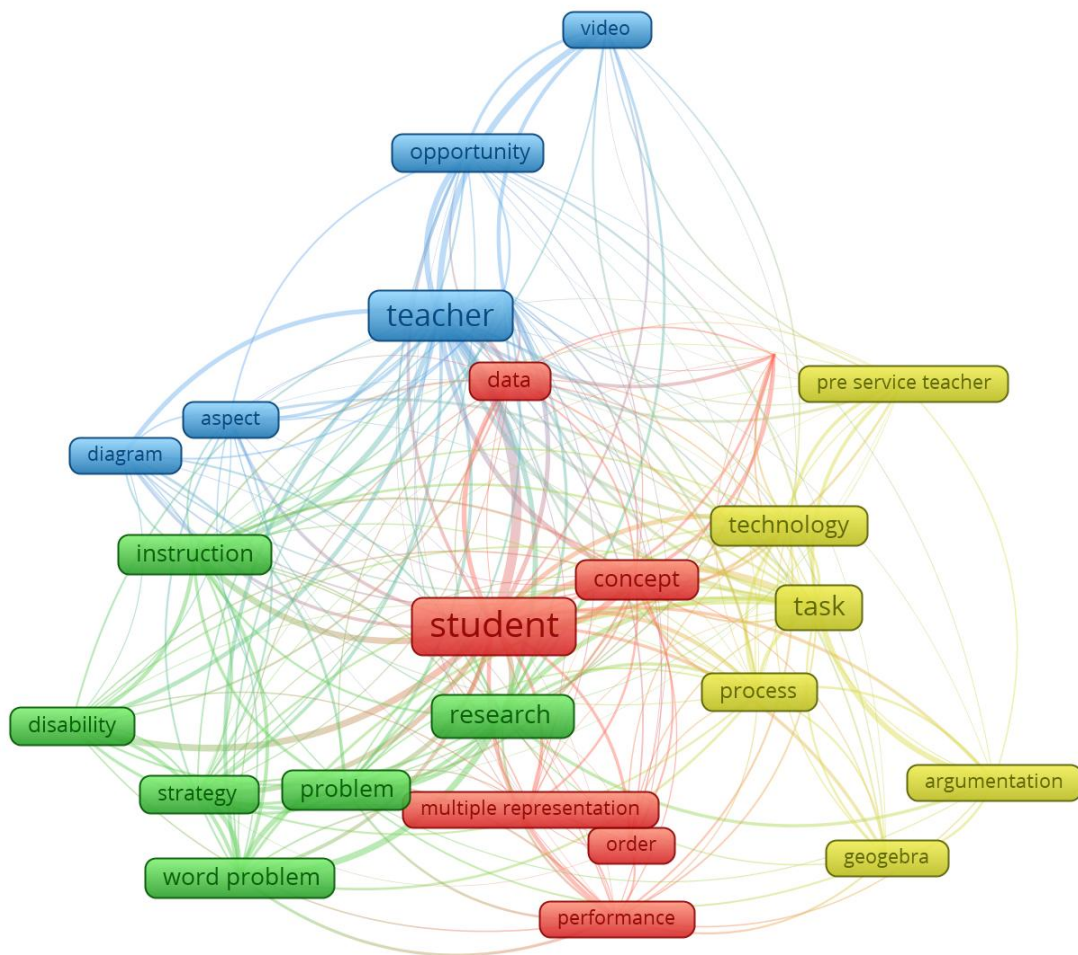 video
opportunity
teacher
data
pre service teacher
aspect
diagram
technology
instruction
concept
task
student
process
research
disability
argumentation
problem
strategy
multiple representation
order
geogebra
word problem
performance